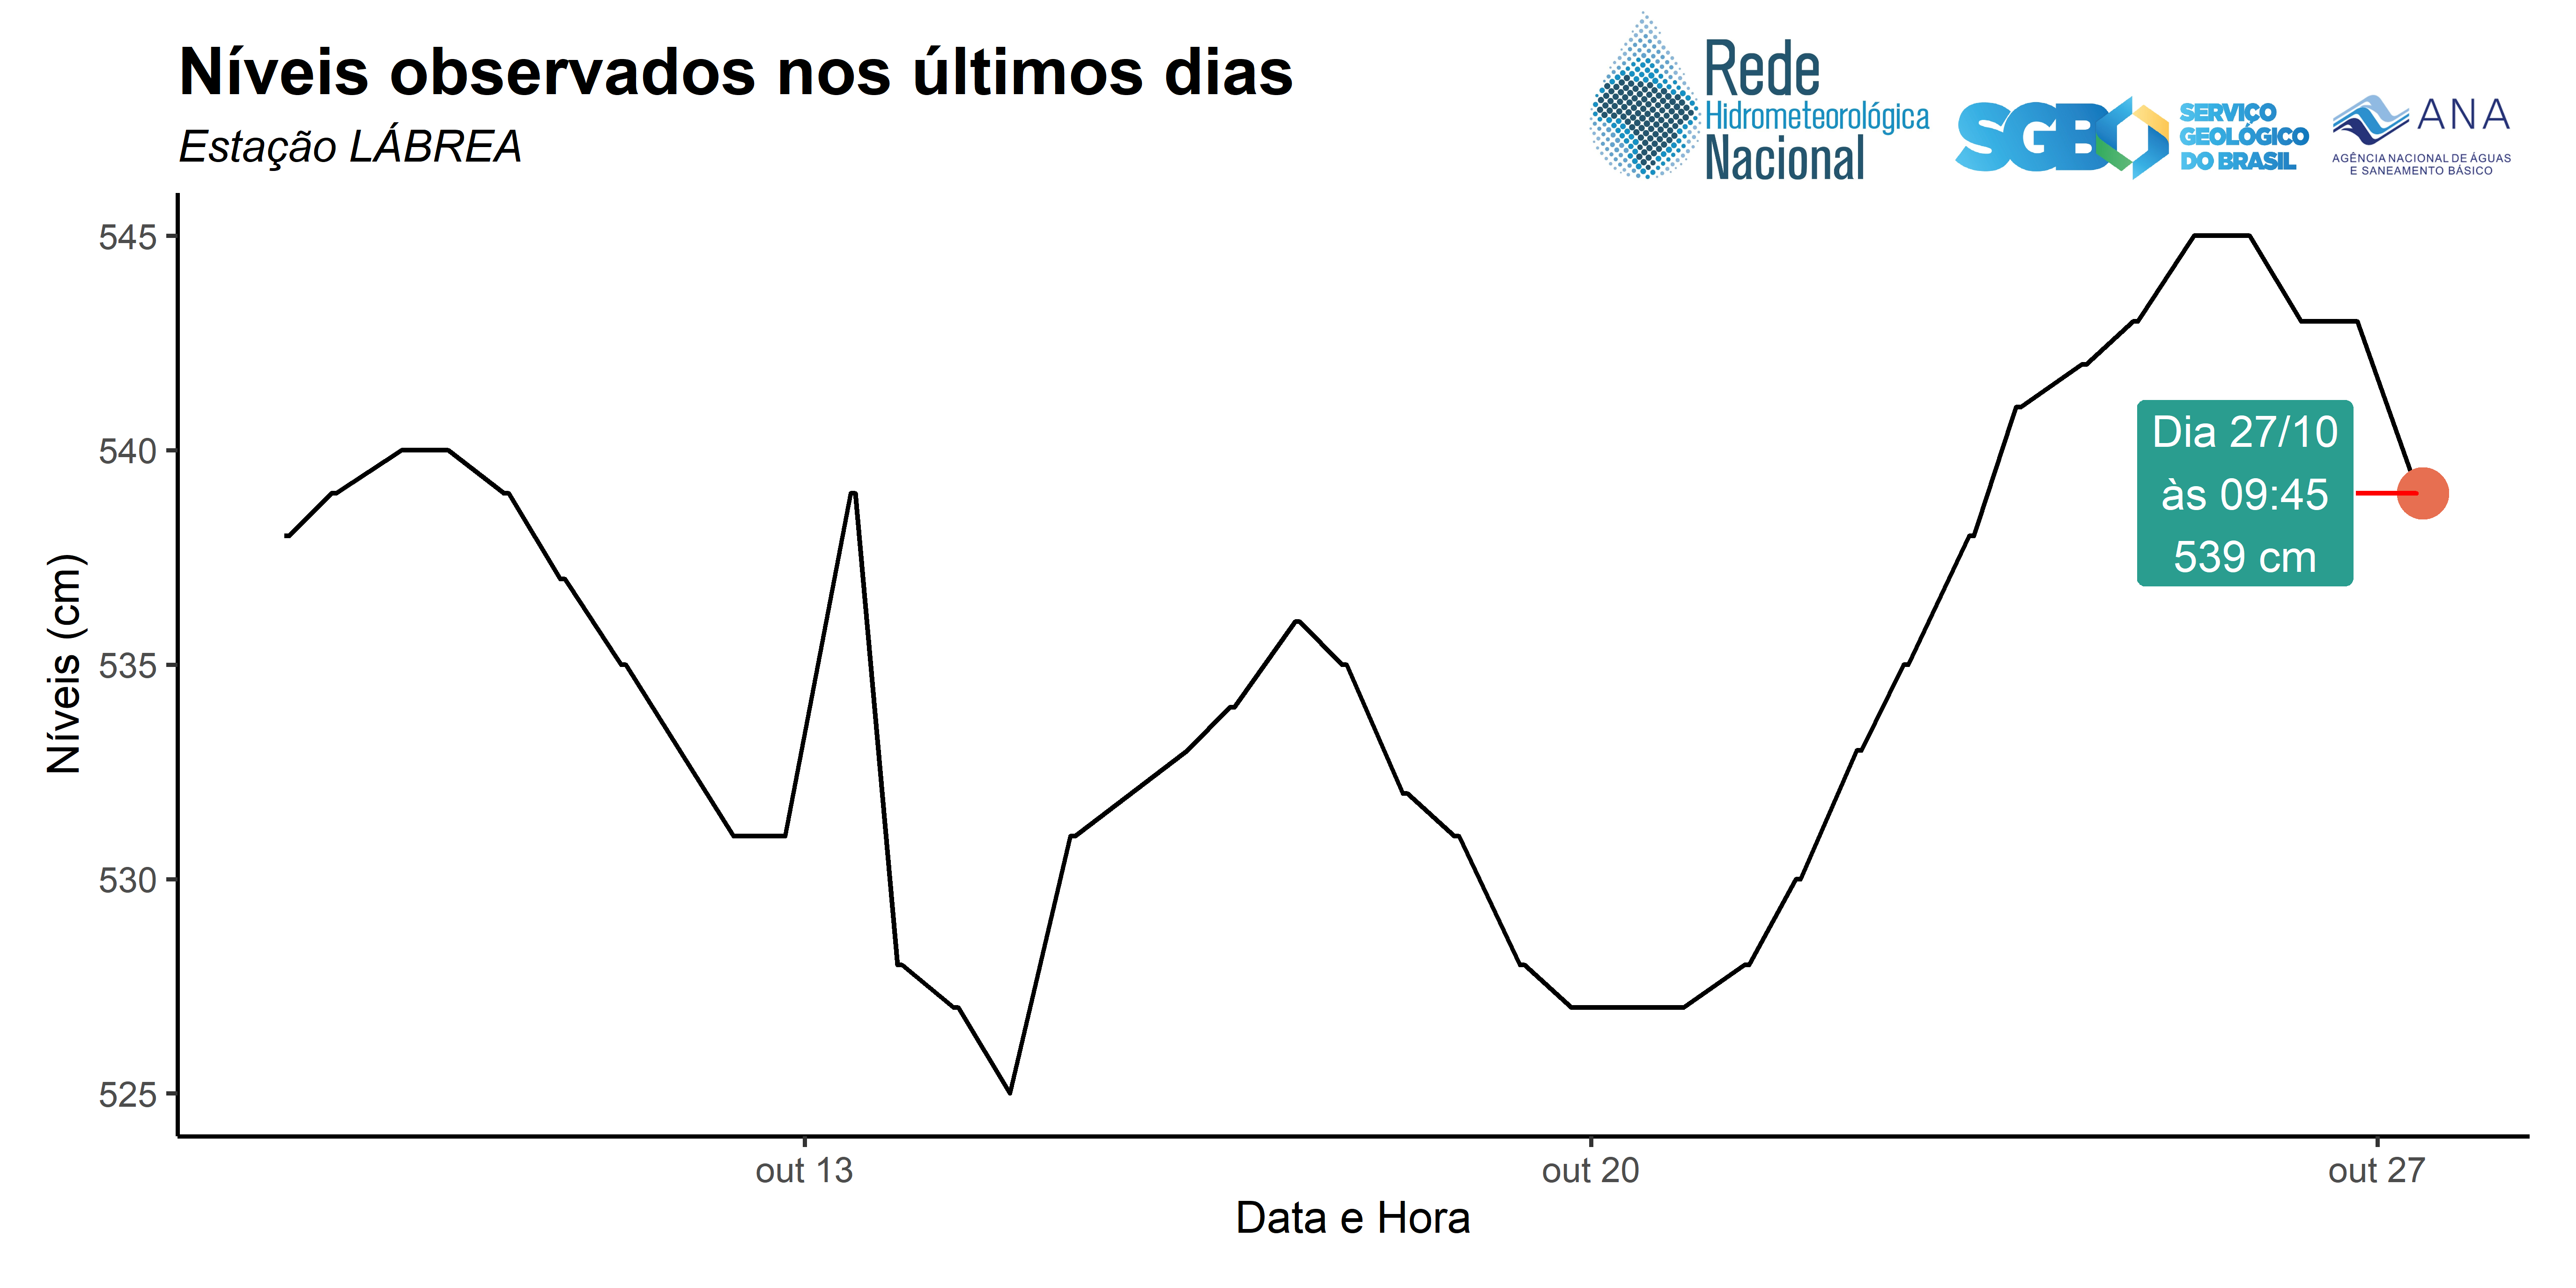 Níveis observados nos últimos dias
Estação LÁBREA
Rede
Hidrometeorológica
Nacional
SGB
SERVIÇO
GEOLÓGICO
DO BRASIL
ANA
AGÊNCIA NACIONAL DE ÁGUAS
E SANEAMENTO BÁSICO
Níveis (cm)
545
540
535
530
525
Dia 27/10
às 09:45
539 cm
out 13
out 20
out 27
Data e Hora